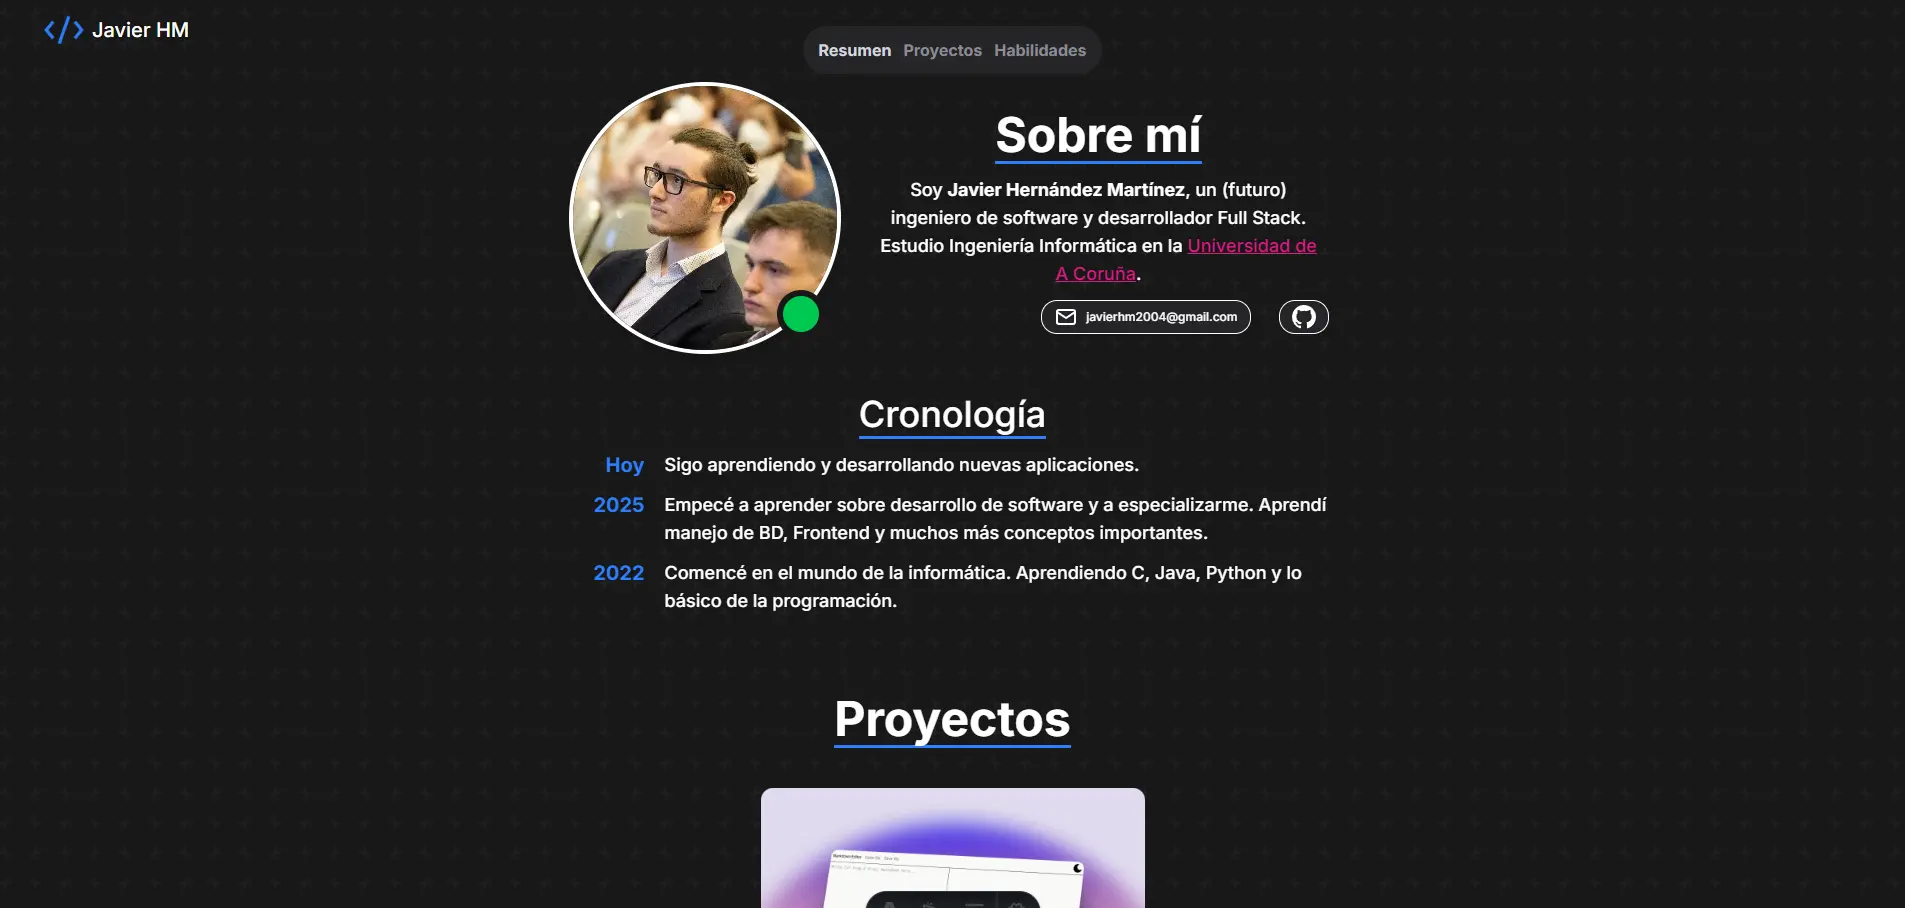 Javier HM
Resumen Proyectos Habilidades
Sobre mí
Soy Javier Hernández Martínez, un (futuro)
ingeniero de software y desarrollador Full Stack.
Estudio Ingeniería Informática en la Universidad de
A Coruña.
javierhm2004@gmail.com
Cronología
Hoy Sigo aprendiendo y desarrollando nuevas aplicaciones.
2025 Empecé a aprender sobre desarrollo de software y a especializarme. Aprendí
manejo de BD, Frontend y muchos más conceptos importantes.
2022 Comencé en el mundo de la informática. Aprendiendo C, Java, Python y lo
básico de la programación.
Proyectos